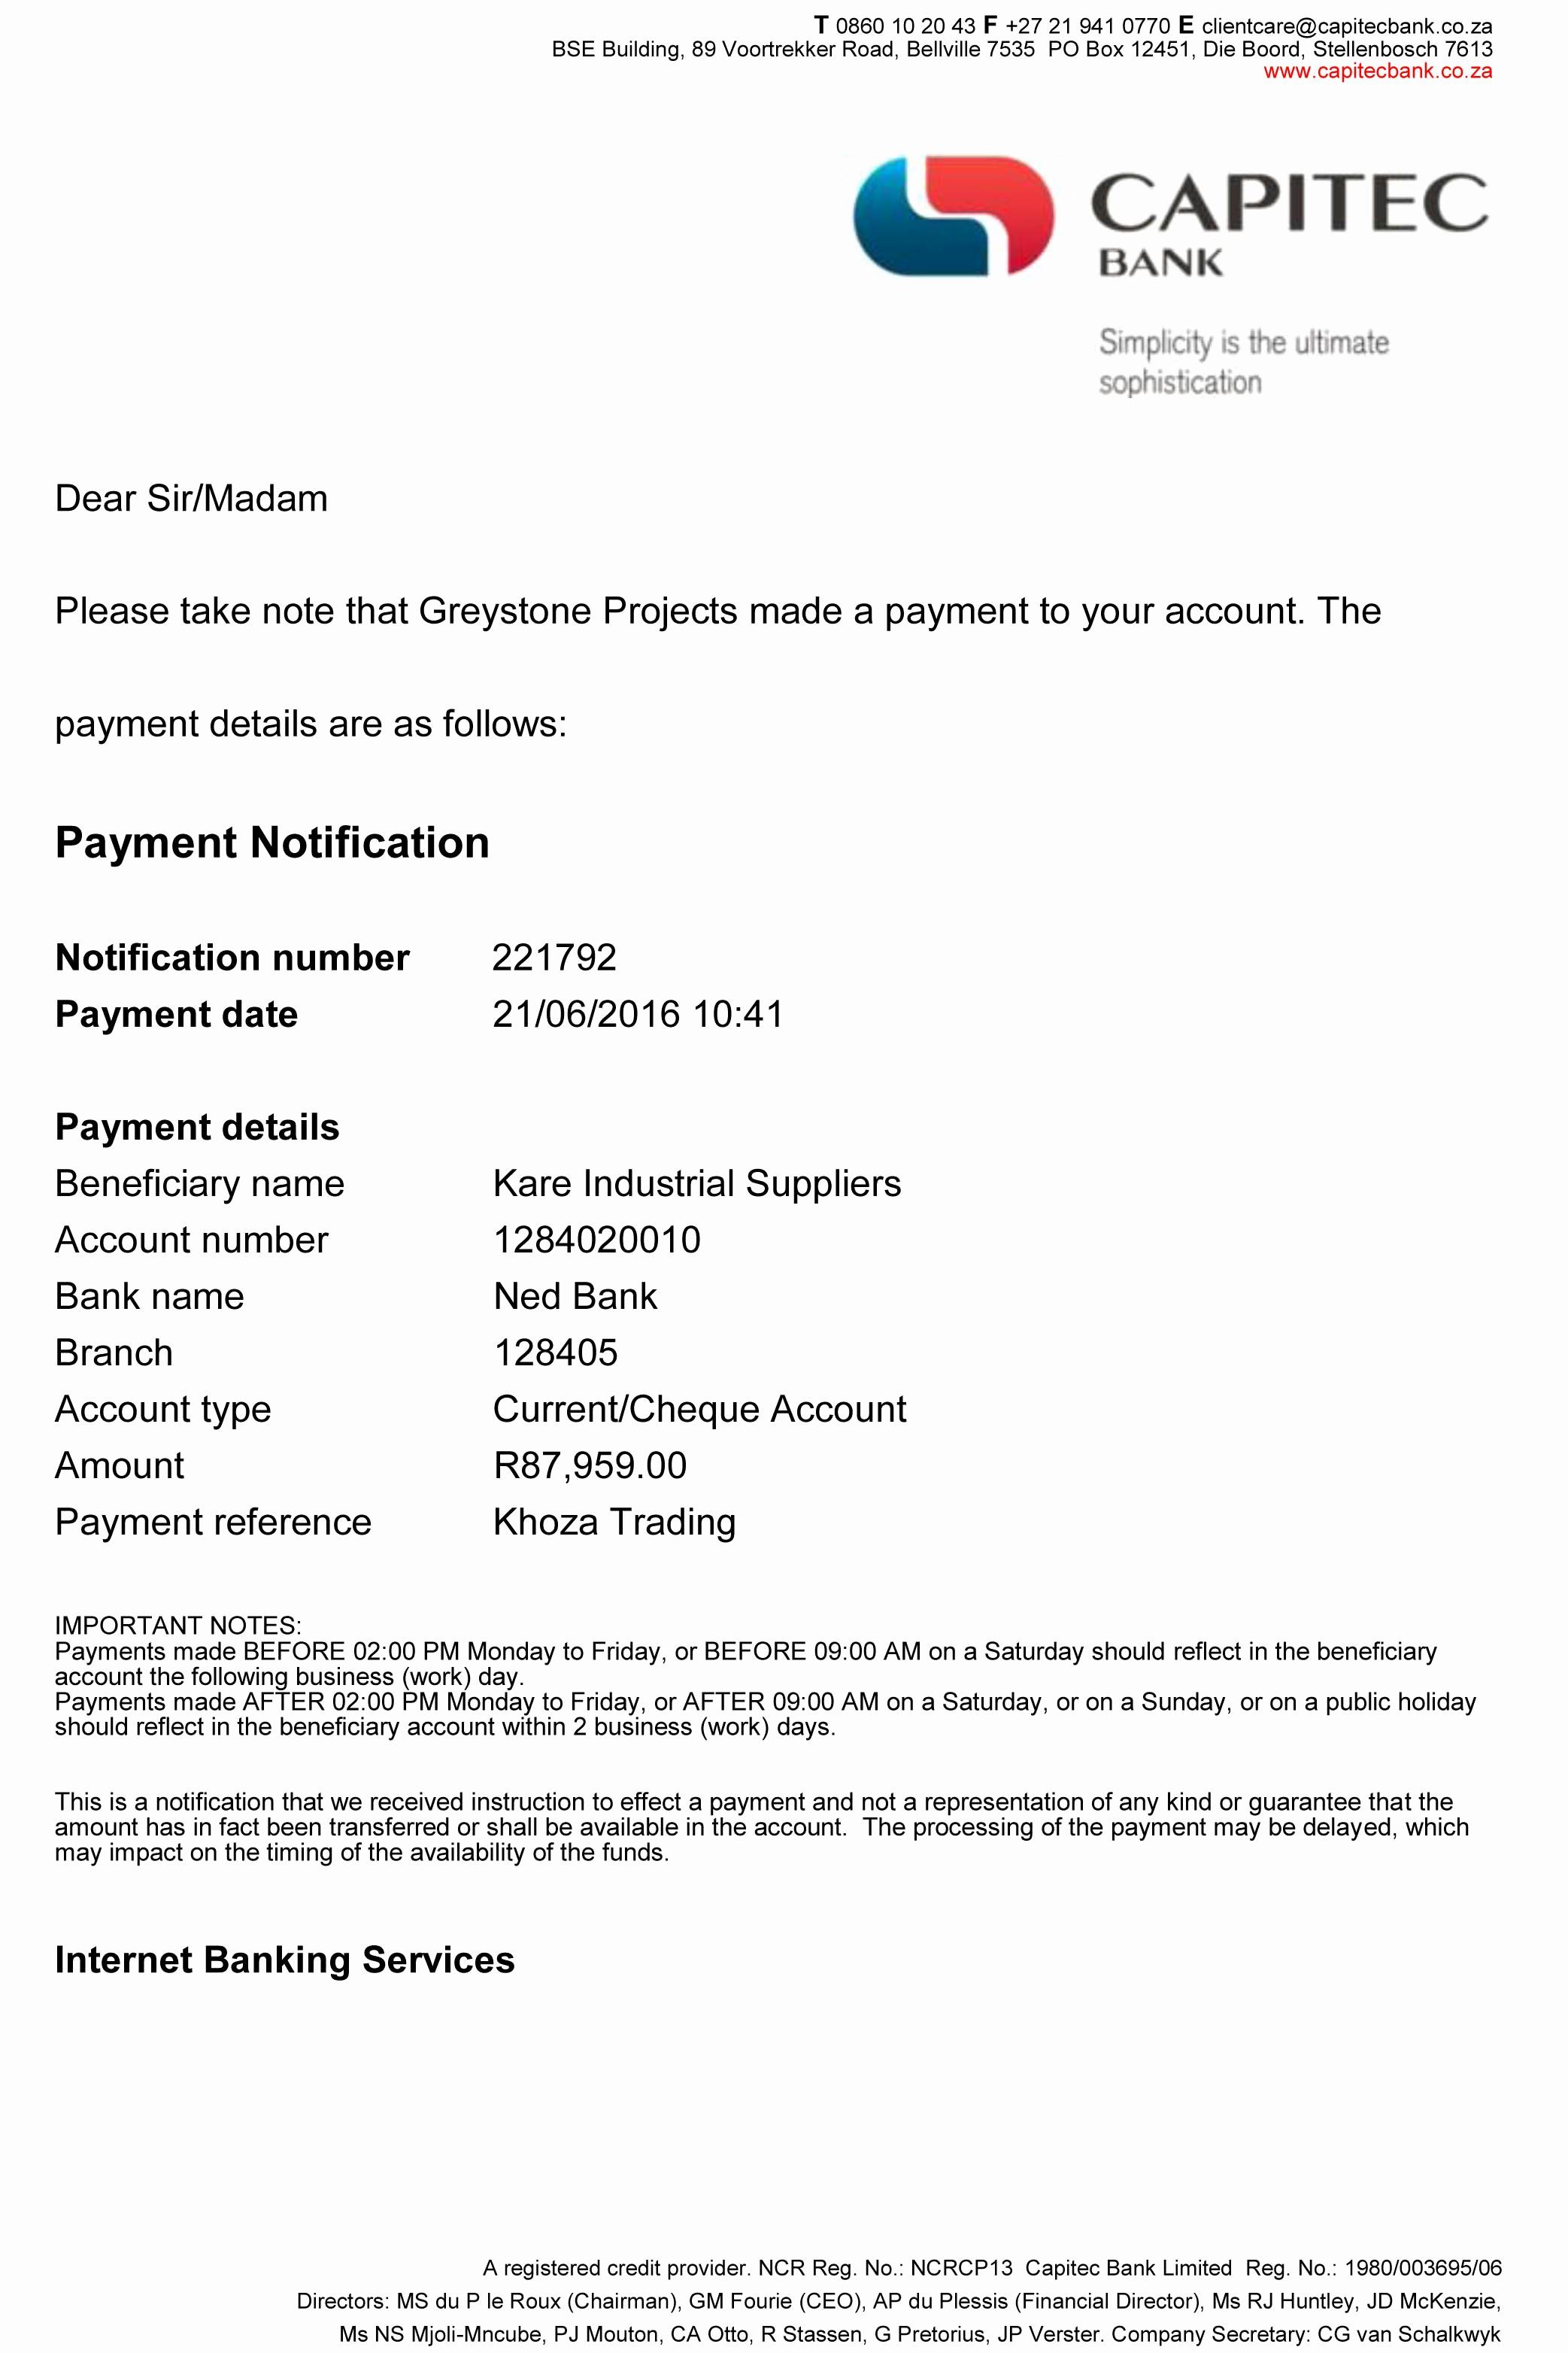 T 0860 10 20 43 F +27 21 941 0770 E clientcare@capitecbank.co.za
BSE Building, 89 Voortrekker Road, Bellville 7535  PO Box 12451, Die Boord, Stellenbosch 7613
www.capitecbank.co.za
CAPITEC
BANK
Simplicity is the ultimate
sophistication
Dear Sir/Madam
Please take note that Greystone Projects made a payment to your account. The
payment details are as follows:
Payment Notification
Notification number 221792
Payment date 21/06/2016 10:41
Payment details
Beneficiary name Kare Industrial Suppliers
Account number 1284020010
Bank name Ned Bank
Branch 128405
Account type Current/Cheque Account
Amount R87,959.00
Payment reference Khoza Trading
IMPORTANT NOTES:
Payments made BEFORE 02:00 PM Monday to Friday, or BEFORE 09:00 AM on a Saturday should reflect in the beneficiary
account the following business (work) day.
Payments made AFTER 02:00 PM Monday to Friday, or AFTER 09:00 AM on a Saturday, or on a Sunday, or on a public holiday
should reflect in the beneficiary account within 2 business (work) days.
This is a notification that we received instruction to effect a payment and not a representation of any kind or guarantee that the
amount has in fact been transferred or shall be available in the account.  The processing of the payment may be delayed, which
may impact on the timing of the availability of the funds.
Internet Banking Services
A registered credit provider. NCR Reg. No.: NCRCP13  Capitec Bank Limited  Reg. No.: 1980/003695/06
Directors: MS du P le Roux (Chairman), GM Fourie (CEO), AP du Plessis (Financial Director), Ms RJ Huntley, JD McKenzie,
Ms NS Mjoli-Mncube, PJ Mouton, CA Otto, R Stassen, G Pretorius, JP Verster. Company Secretary: CG van Schalkwyk